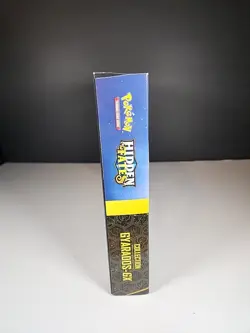 Pokémon
HIDDEN
FATES
COLLECTION
GYARADOS-GX